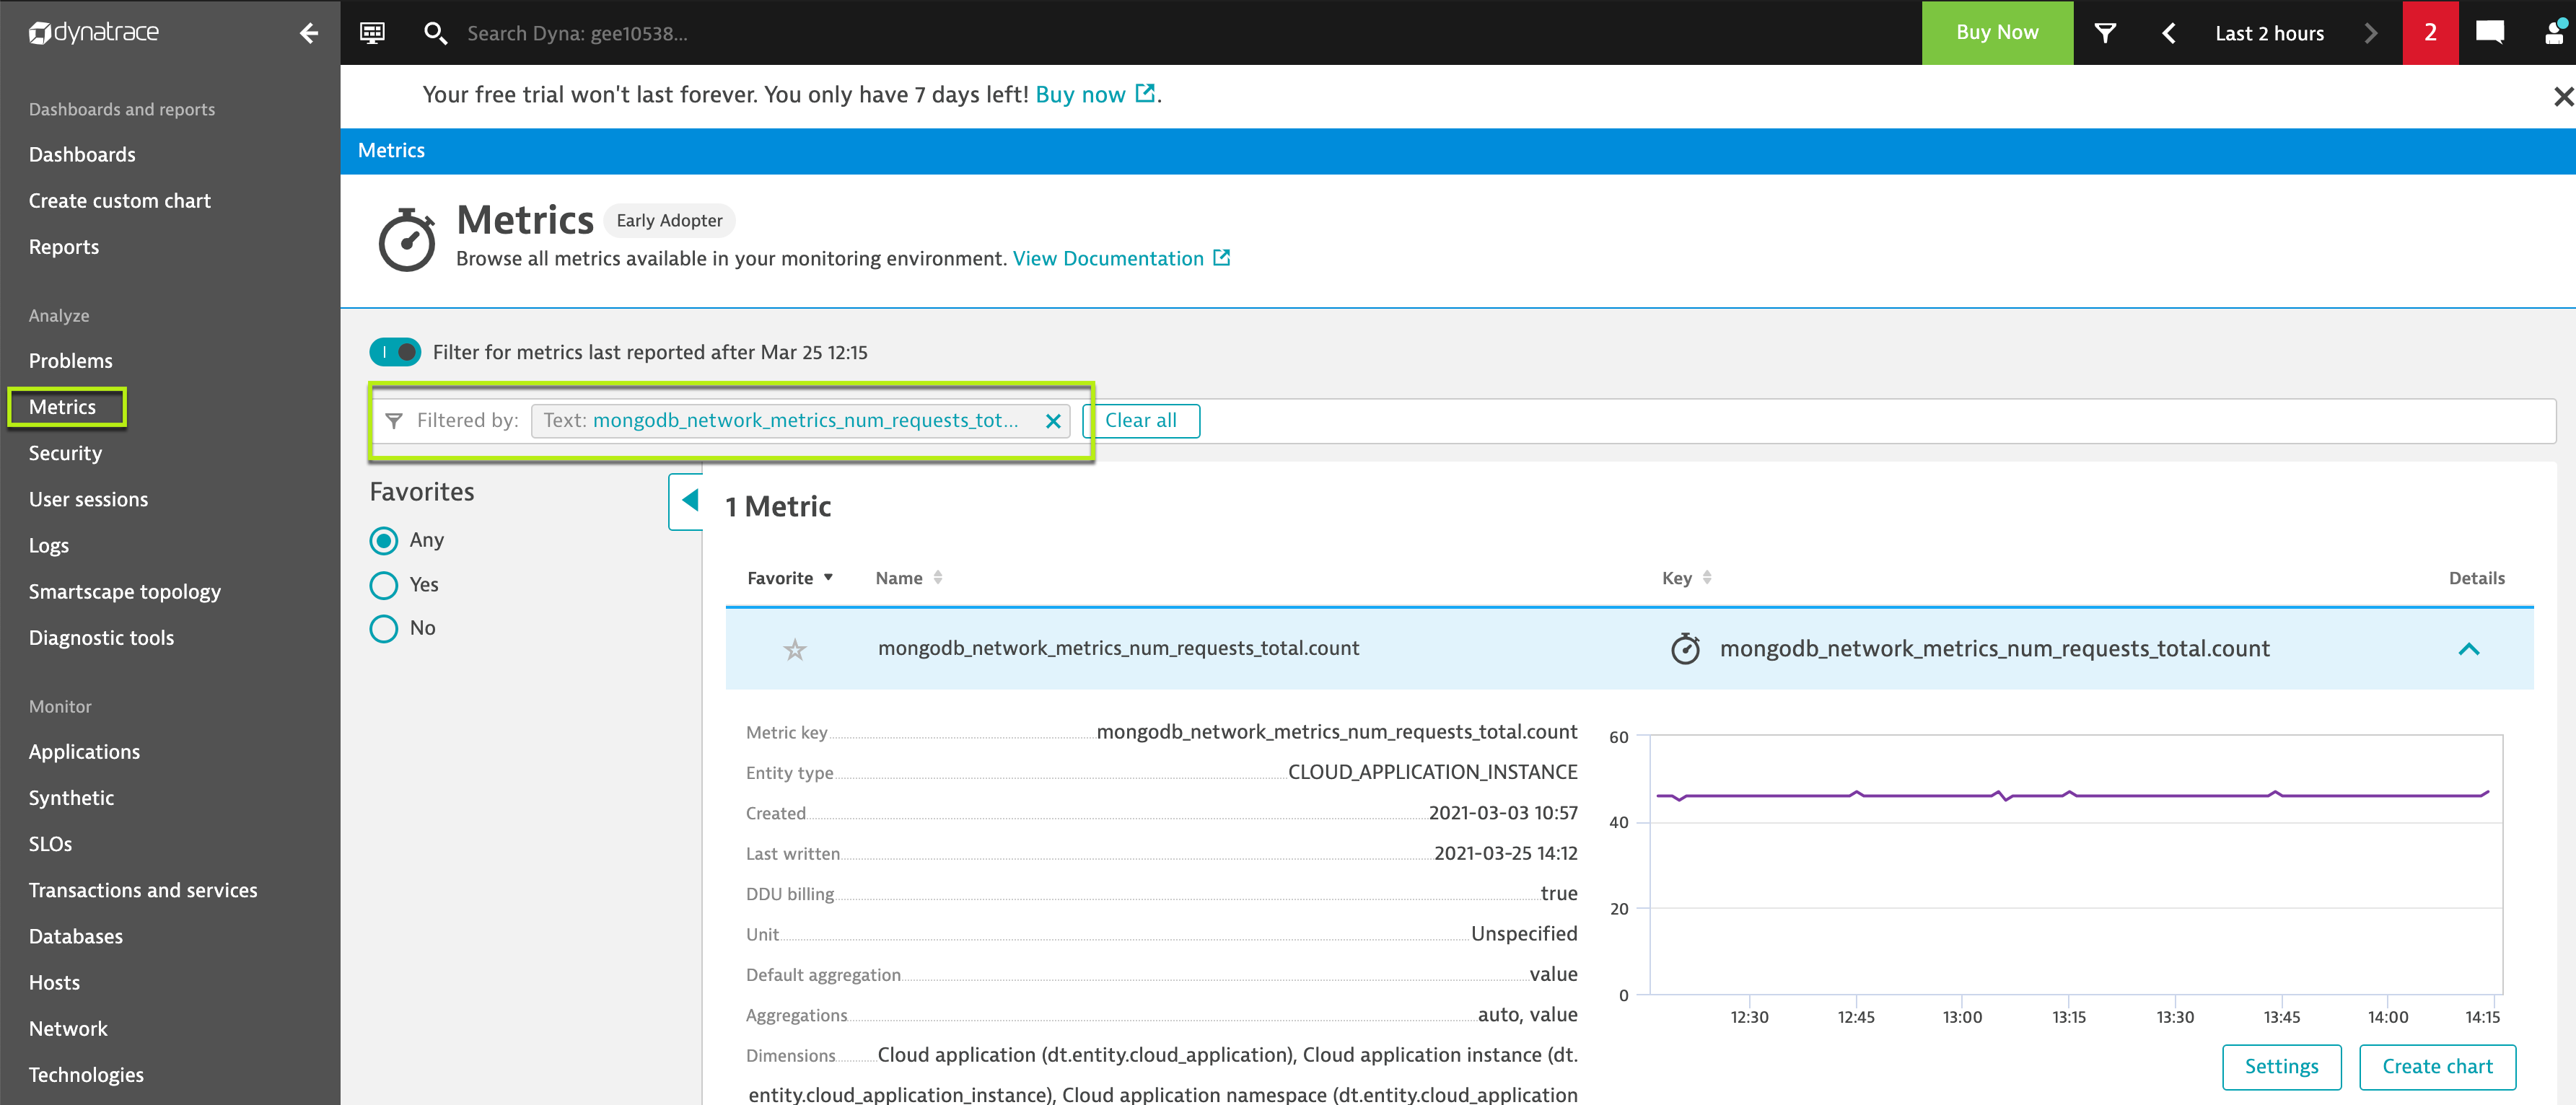 dynatrace
Search Dyna: gee10538...
Buy Now
Last 2 hours
2
Your free trial won't last forever. You only have 7 days left! Buy now .
Dashboards and reports
Dashboards
Create custom chart
Reports
Analyze
Problems
Metrics
Security
User sessions
Logs
Smartscape topology
Diagnostic tools
Monitor
Applications
Synthetic
SLOs
Transactions and services
Databases
Hosts
Network
Technologies
Metrics
Metrics Early Adopter
Browse all metrics available in your monitoring environment. View Documentation
Filter for metrics last reported after Mar 25 12:15
Filtered by: Text: mongodb_network_metrics_num_requests_tot... Clear all
Favorites
Any
Yes
No
1 Metric
Favorite Name Key Details
mongodb_network_metrics_num_requests_total.count mongodb_network_metrics_num_requests_total.count
Metric key mongodb_network_metrics_num_requests_total.count
Entity type CLOUD_APPLICATION_INSTANCE
Created 2021-03-03 10:57
Last written 2021-03-25 14:12
DDU billing true
Unit Unspecified
Default aggregation value
Aggregations auto, value
Dimensions Cloud application (dt.entity.cloud_application), Cloud application instance (dt.
entity.cloud_application_instance), Cloud application namespace (dt.entity.cloud_application
60
40
20
0
12:30 12:45 13:00 13:15 13:30 13:45 14:00 14:15
Settings Create chart